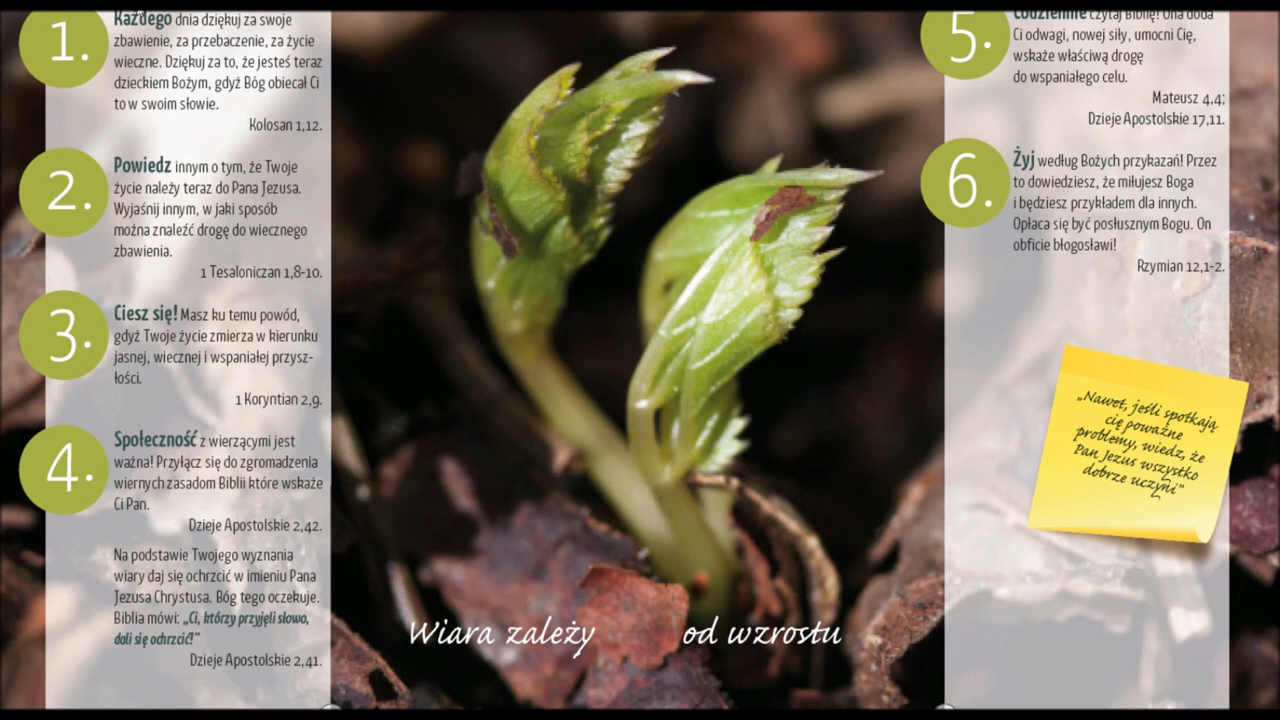 1.
Każdego dnia dziękuj za swoje
zbawienie, za przebaczenie, za życie
wieczne. Dziękuj za to, że jesteś teraz
dzieckiem Bożym, gdyż Bóg obiecał Ci
to w swoim słowie.
Kolosan 1,12.
2.
Powiedz innym o tym, że Twoje
życie należy teraz do Pana Jezusa.
Wyjaśnij innym, w jaki sposób
można znaleźć drogę do wiecznego
zbawienia.
1 Tesaloniczan 1,8-10.
3.
Ciesz się! Masz ku temu powód,
gdyż Twoje życie zmierza w kierunku
jasnej, wiecznej i wspaniałej przysz-
łości.
1 Koryntian 2,9.
4.
Społeczność z wierzącymi jest
ważna! Przyłącz się do zgromadzenia
wiernych zasadom Biblii które wskaże
Ci Pan.
Dzieje Apostolskie 2,42.
Na podstawie Twojego wyznania
wiary daj się ochrzcić w imieniu Pana
Jezusa Chrystusa. Bóg tego oczekuje.
Biblia mówi: „Ci, którzy przyjęli słowo,
dali się ochrzcić!”
Dzieje Apostolskie 2,41.
Wiara zależy od wzrostu
5.
Codziennie czytaj Biblię! Ona doda
Ci odwagi, nowej siły, umocni Cię,
wskaże właściwą drogę
do wspaniałego celu.
Mateusz 4,4;
Dzieje Apostolskie 17,11.
6.
Żyj według Bożych przykazań! Przez
to dowiedziesz, że miłujesz Boga
i będziesz przykładem dla innych.
Opłaca się być posłusznym Bogu. On
obficie błogosławi!
Rzymian 12,1-2.
„Nawet, jeśli spotkają
cię poważne
problemy, wiedz, że
Pan Jezus wszystko
dobrze uczyni”